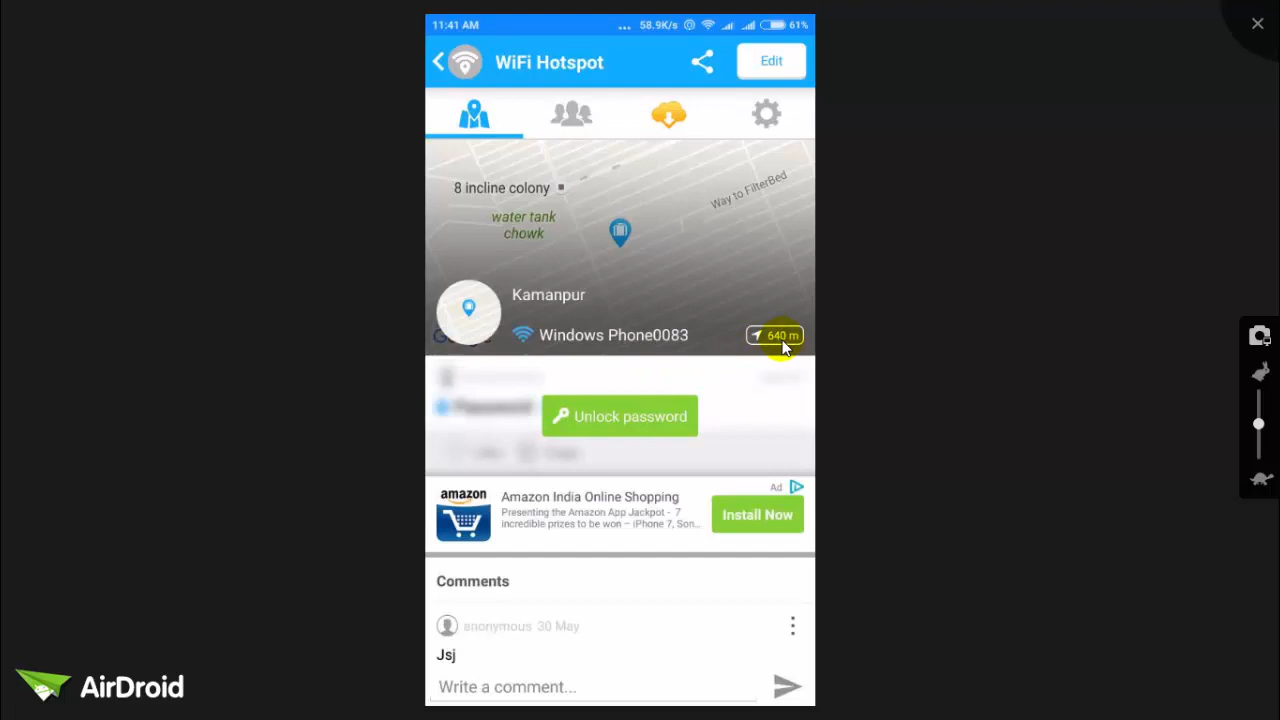 11:41 AM
... 58.9K/s 61%
WiFi Hotspot
Edit
8 incline colony
Way to FilterBed
water tank
chowk
Kamanpur
Windows Phone0083
640 m
Unlock password
Ad
amazon
Amazon India Online Shopping
Presenting the Amazon App Jackpot - 7
incredible prizes to be won – iPhone 7, Son...
Install Now
Comments
anonymous 30 May
Jsj
Write a comment...
AirDroid